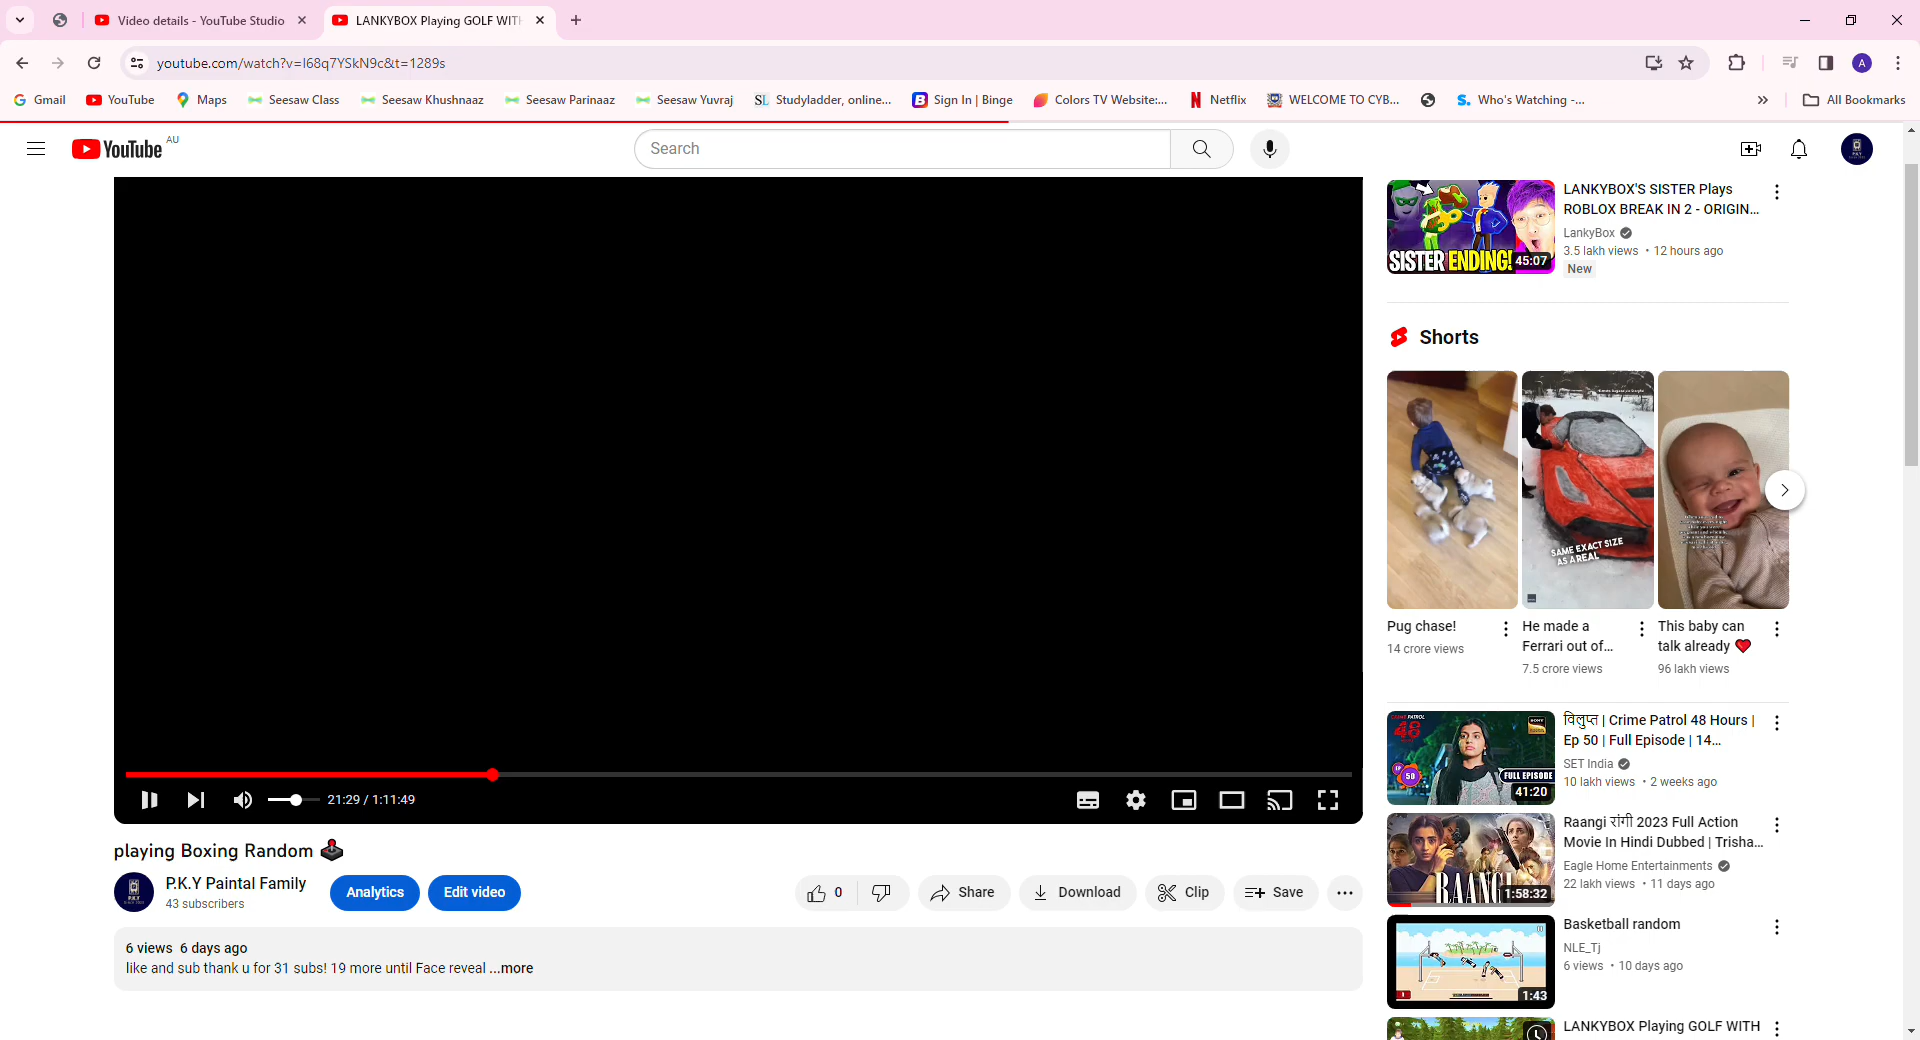 Video details - YouTube Studio
LANKYBOX Playing GOLF WITH
youtube.com/watch?v=I68q7YSkN9c&t=1289s
A
Gmail
YouTube
Maps
Seesaw Class
Seesaw Khushnaaz
Seesaw Parinaaz
Seesaw Yuvraj
SL Studyladder, online...
B Sign In | Binge
Colors TV Website:...
N Netflix
WELCOME TO CYB...
S. Who's Watching -...
All Bookmarks
YouTube AU
Search
21:29 / 1:11:49
playing Boxing Random
P.K.Y Paintal Family
43 subscribers
Analytics
Edit video
0
Share
Download
Clip
Save
6 views 6 days ago
like and sub thank u for 31 subs! 19 more until Face reveal ...more
SISTER ENDING!
45:07
LANKYBOX'S SISTER Plays
ROBLOX BREAK IN 2 - ORIGIN...
LankyBox
3.5 lakh views • 12 hours ago
New
Shorts
SAME EXACT SIZE
AS A REAL
Pug chase!
14 crore views
He made a
Ferrari out of...
7.5 crore views
This baby can
talk already
96 lakh views
CRIME PATROL
48
EP
50
FULL EPISODE
41:20
विलुप्त | Crime Patrol 48 Hours |
Ep 50 | Full Episode | 14...
SET India
10 lakh views • 2 weeks ago
RAANGI
1:58:32
Raangi रांगी 2023 Full Action
Movie In Hindi Dubbed | Trisha...
Eagle Home Entertainments
22 lakh views • 11 days ago
1:43
Basketball random
NLE_Tj
6 views • 10 days ago
LANKYBOX Playing GOLF WITH